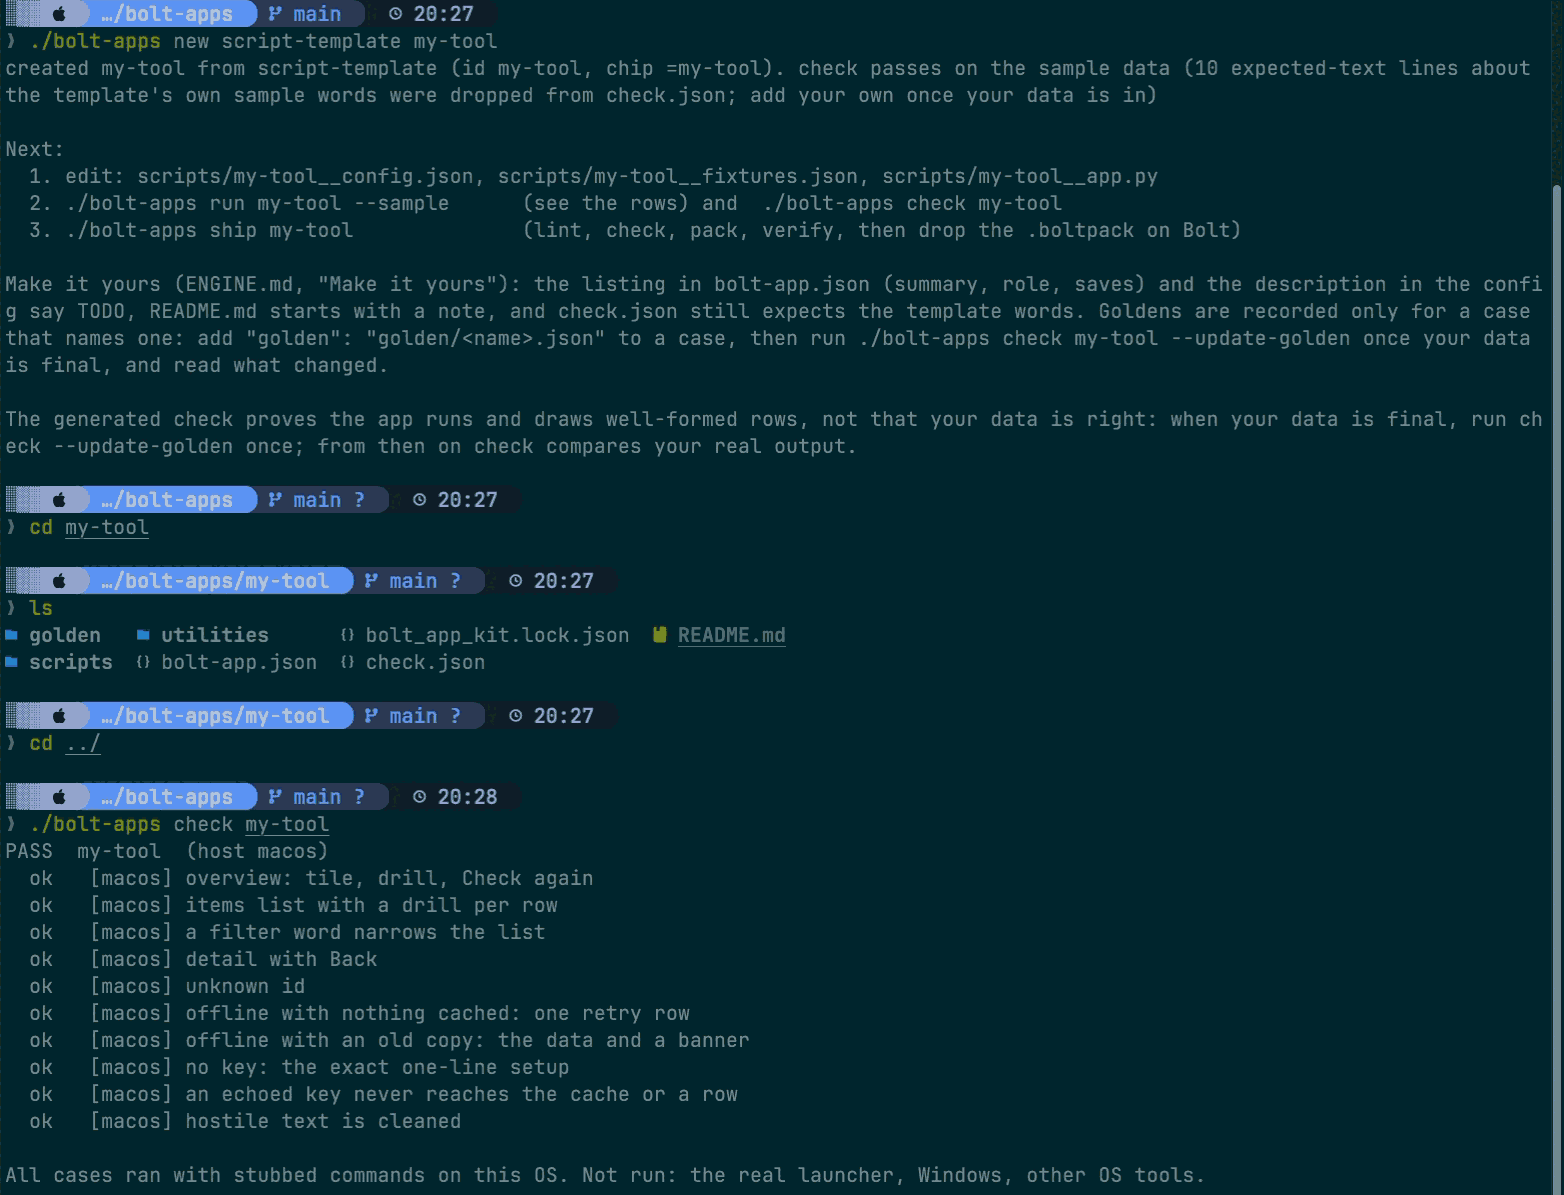 …/bolt-apps main 20:27
❯ ./bolt-apps new script-template my-tool
created my-tool from script-template (id my-tool, chip =my-tool). check passes on the sample data (10 expected-text lines about
the template's own sample words were dropped from check.json; add your own once your data is in)
Next:
1. edit: scripts/my-tool__config.json, scripts/my-tool__fixtures.json, scripts/my-tool__app.py
2. ./bolt-apps run my-tool --sample (see the rows) and ./bolt-apps check my-tool
3. ./bolt-apps ship my-tool (lint, check, pack, verify, then drop the .boltpack on Bolt)
Make it yours (ENGINE.md, "Make it yours"): the listing in bolt-app.json (summary, role, saves) and the description in the confi
g say TODO, README.md starts with a note, and check.json still expects the template words. Goldens are recorded only for a case
that names one: add "golden": "golden/<name>.json" to a case, then run ./bolt-apps check my-tool --update-golden once your data
is final, and read what changed.
The generated check proves the app runs and draws well-formed rows, not that your data is right: when your data is final, run ch
eck --update-golden once; from then on check compares your real output.
…/bolt-apps main ? 20:27
❯ cd my-tool
…/bolt-apps/my-tool main ? 20:27
❯ ls
golden utilities {} bolt_app_kit.lock.json README.md
scripts {} bolt-app.json {} check.json
…/bolt-apps/my-tool main ? 20:27
❯ cd ../
…/bolt-apps main ? 20:28
❯ ./bolt-apps check my-tool
PASS my-tool (host macos)
ok [macos] overview: tile, drill, Check again
ok [macos] items list with a drill per row
ok [macos] a filter word narrows the list
ok [macos] detail with Back
ok [macos] unknown id
ok [macos] offline with nothing cached: one retry row
ok [macos] offline with an old copy: the data and a banner
ok [macos] no key: the exact one-line setup
ok [macos] an echoed key never reaches the cache or a row
ok [macos] hostile text is cleaned
All cases ran with stubbed commands on this OS. Not run: the real launcher, Windows, other OS tools.